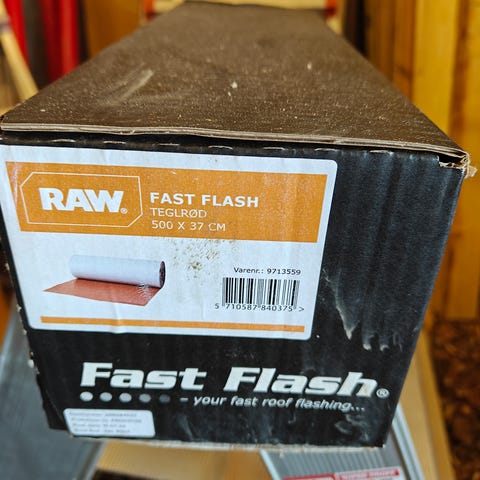 RAW®
FAST FLASH
TEGLRØD
500 X 37 CM
Varenr.: 9713559
5 710587 840375 >
Fast Flash®
– your fast roof flashing...